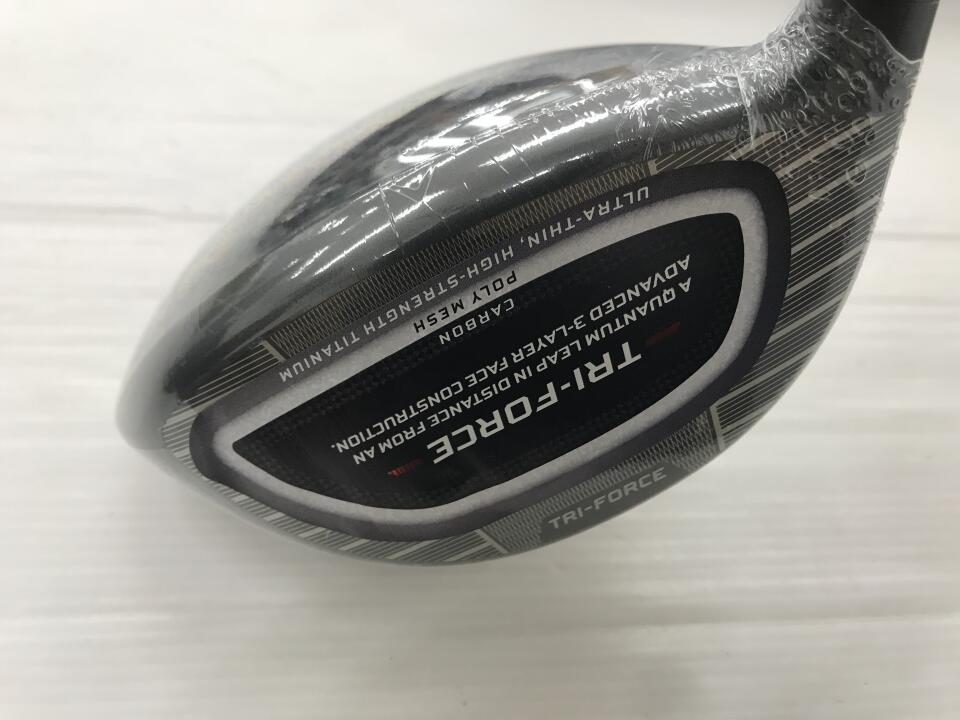 ULTRA-THIN, HIGH-STRENGTH TITANIUM
POLY MESH
CARBON
TRI-FORCE
A QUANTUM LEAP IN DISTANCE FROM AN
ADVANCED 3-LAYER FACE CONSTRUCTION.
TRI-FORCE